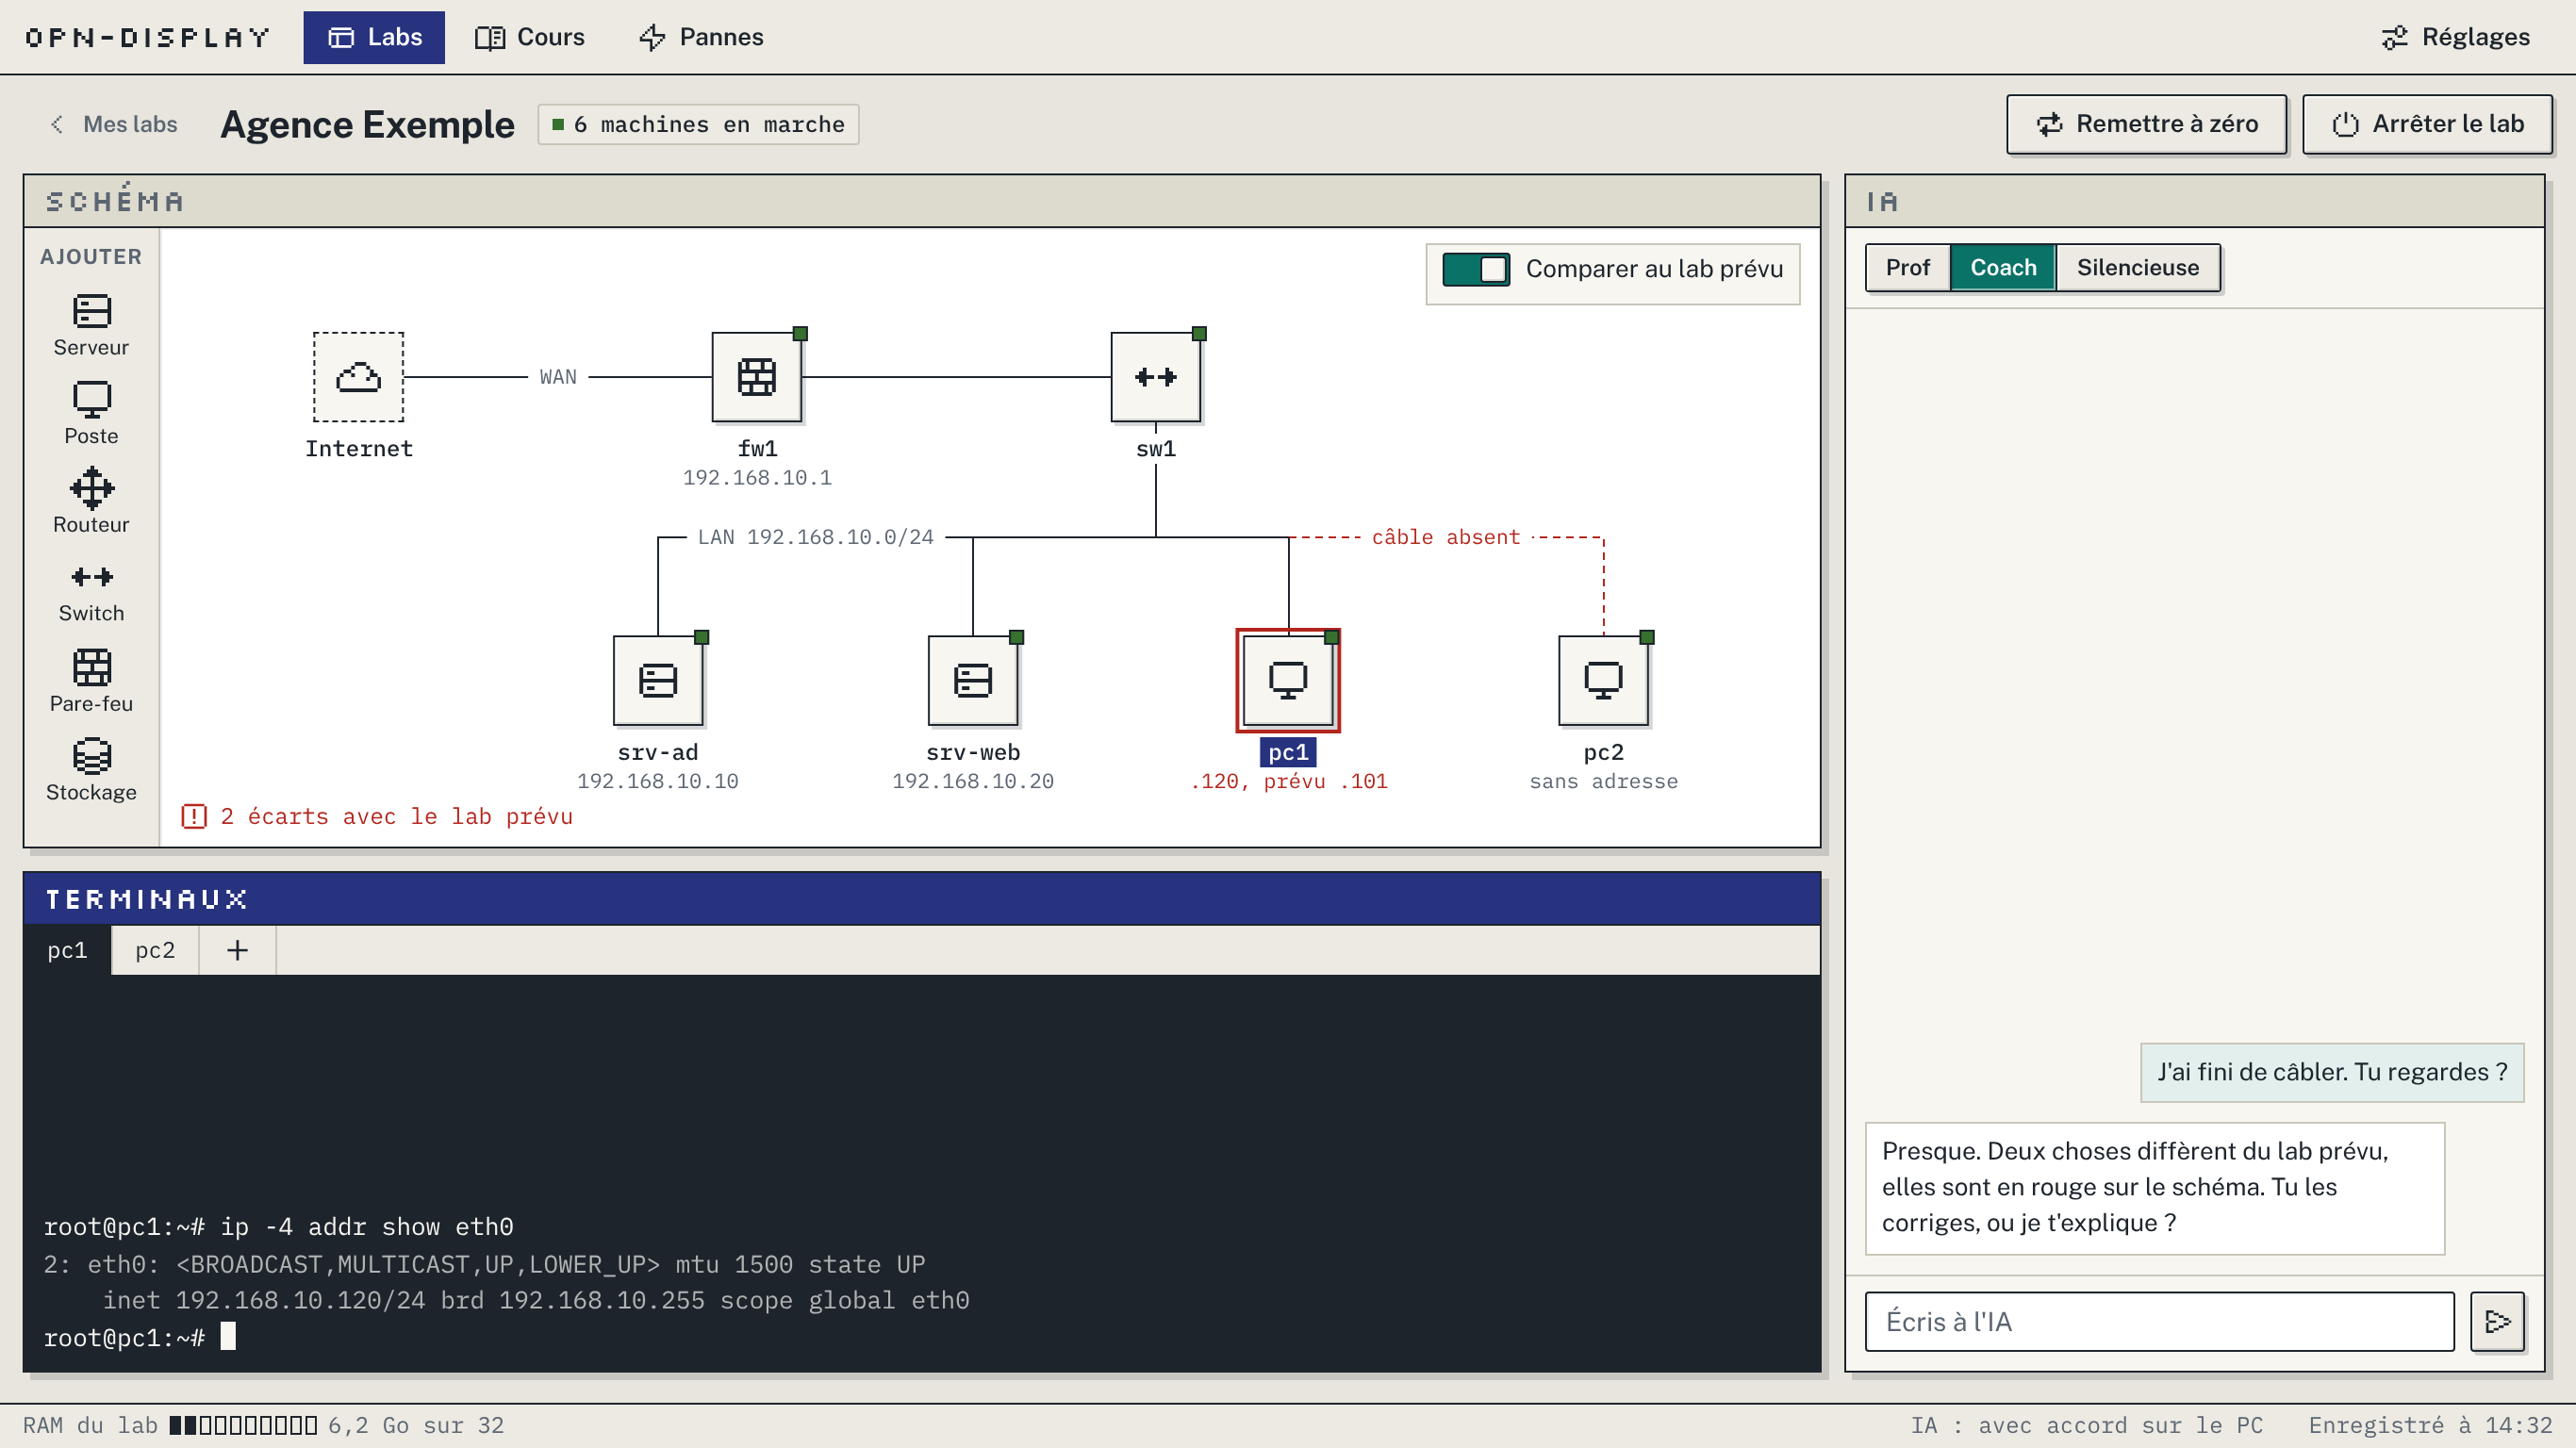 OPN-DISPLAY
Labs
Cours
Pannes
Réglages
Mes labs
Agence Exemple
6 machines en marche
Remettre à zéro
Arrêter le lab
SCHÉMA
AJOUTER
Serveur
Poste
Routeur
Switch
Pare-feu
Stockage
Comparer au lab prévu
Internet
WAN
fw1
192.168.10.1
sw1
LAN 192.168.10.0/24
câble absent
srv-ad
192.168.10.10
srv-web
192.168.10.20
pc1
.120, prévu .101
pc2
sans adresse
2 écarts avec le lab prévu
TERMINAUX
pc1
pc2
+
root@pc1:~# ip -4 addr show eth0
2: eth0: <BROADCAST,MULTICAST,UP,LOWER_UP> mtu 1500 state UP
inet 192.168.10.120/24 brd 192.168.10.255 scope global eth0
root@pc1:~#
IA
Prof
Coach
Silencieuse
J'ai fini de câbler. Tu regardes ?
Presque. Deux choses diffèrent du lab prévu,
elles sont en rouge sur le schéma. Tu les
corriges, ou je t'explique ?
Écris à l'IA
RAM du lab
6,2 Go sur 32
IA : avec accord sur le PC
Enregistré à 14:32